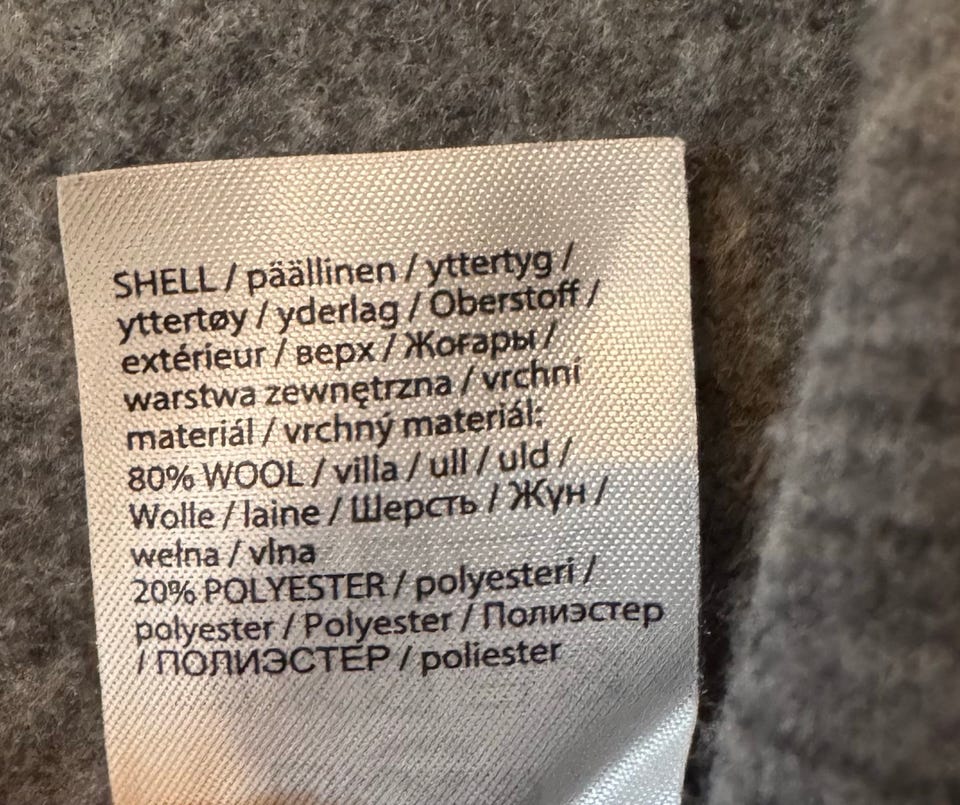 SHELL / päällinen / yttertyg /
yttertøy / yderlag / Oberstoff /
extérieur / верх / Жоғары /
warstwa zewnętrzna / vrchní
materiál / vrchný materiál:
80% WOOL / villa / ull / uld /
Wolle / laine / Шерсть / Жүн /
wełna / vlna
20% POLYESTER / polyesteri /
polyester / Polyester / Полиэстер
/ ПОЛИЭСТЕР / poliester